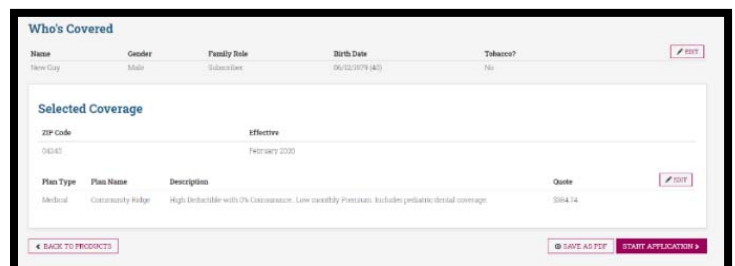 Who's Covered
Name Gender Family Role Birth Date Tobacco?
EDIT
New Guy Male Subscriber No
Selected Coverage
ZIP Code Effective
February 2020
Plan Type Plan Name Description Quote
EDIT
Medical Community Ridge High Deductible with 0% Coinsurance. Low monthly Premium. Includes pediatric dental coverage.
BACK TO PRODUCTS
SAVE AS PDF START APPLICATION